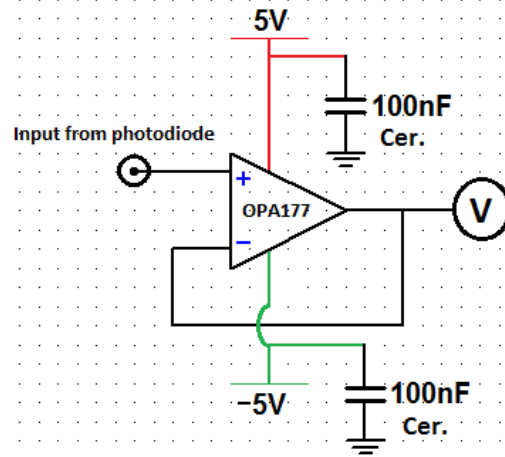 5V
100nF
Cer.
Input from photodiode
+
OPA177
V
−
−5V
100nF
Cer.